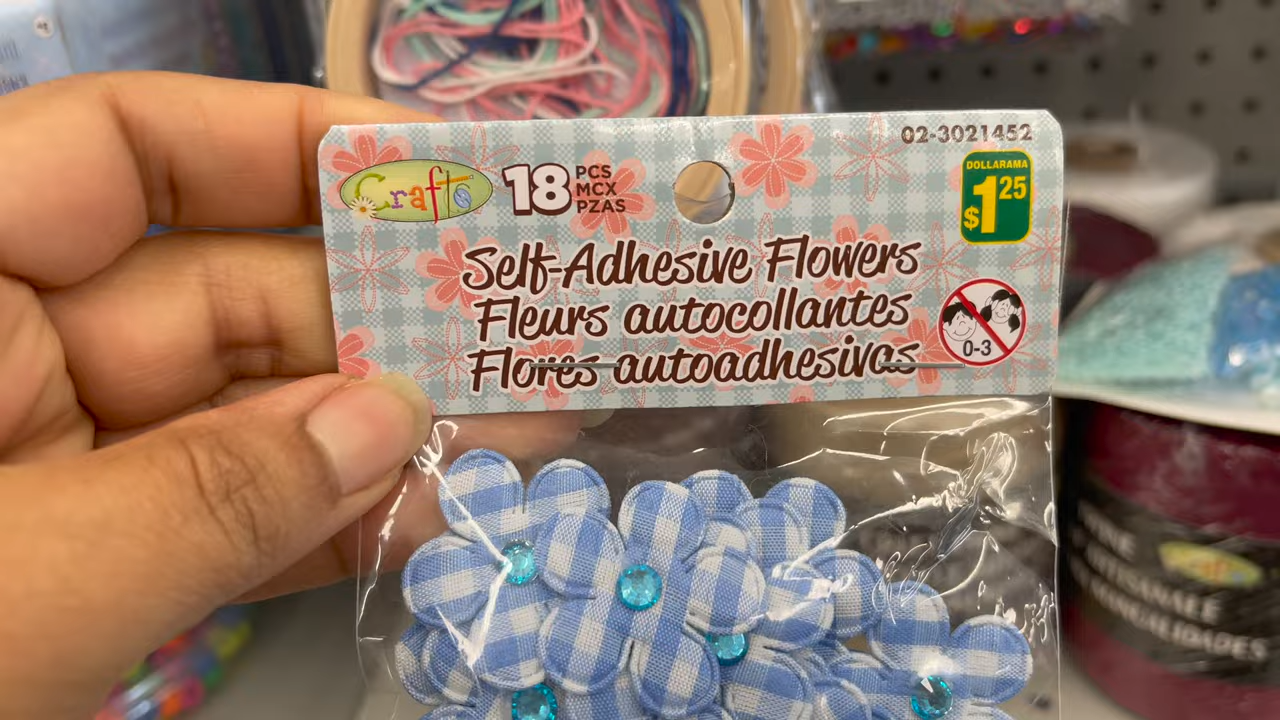 02-3021452
Crafts
18 PCS
MCX
PZAS
DOLLARAMA
$1 25
Self-Adhesive Flowers
Fleurs autocollantes
Flores autoadhesivas
0-3